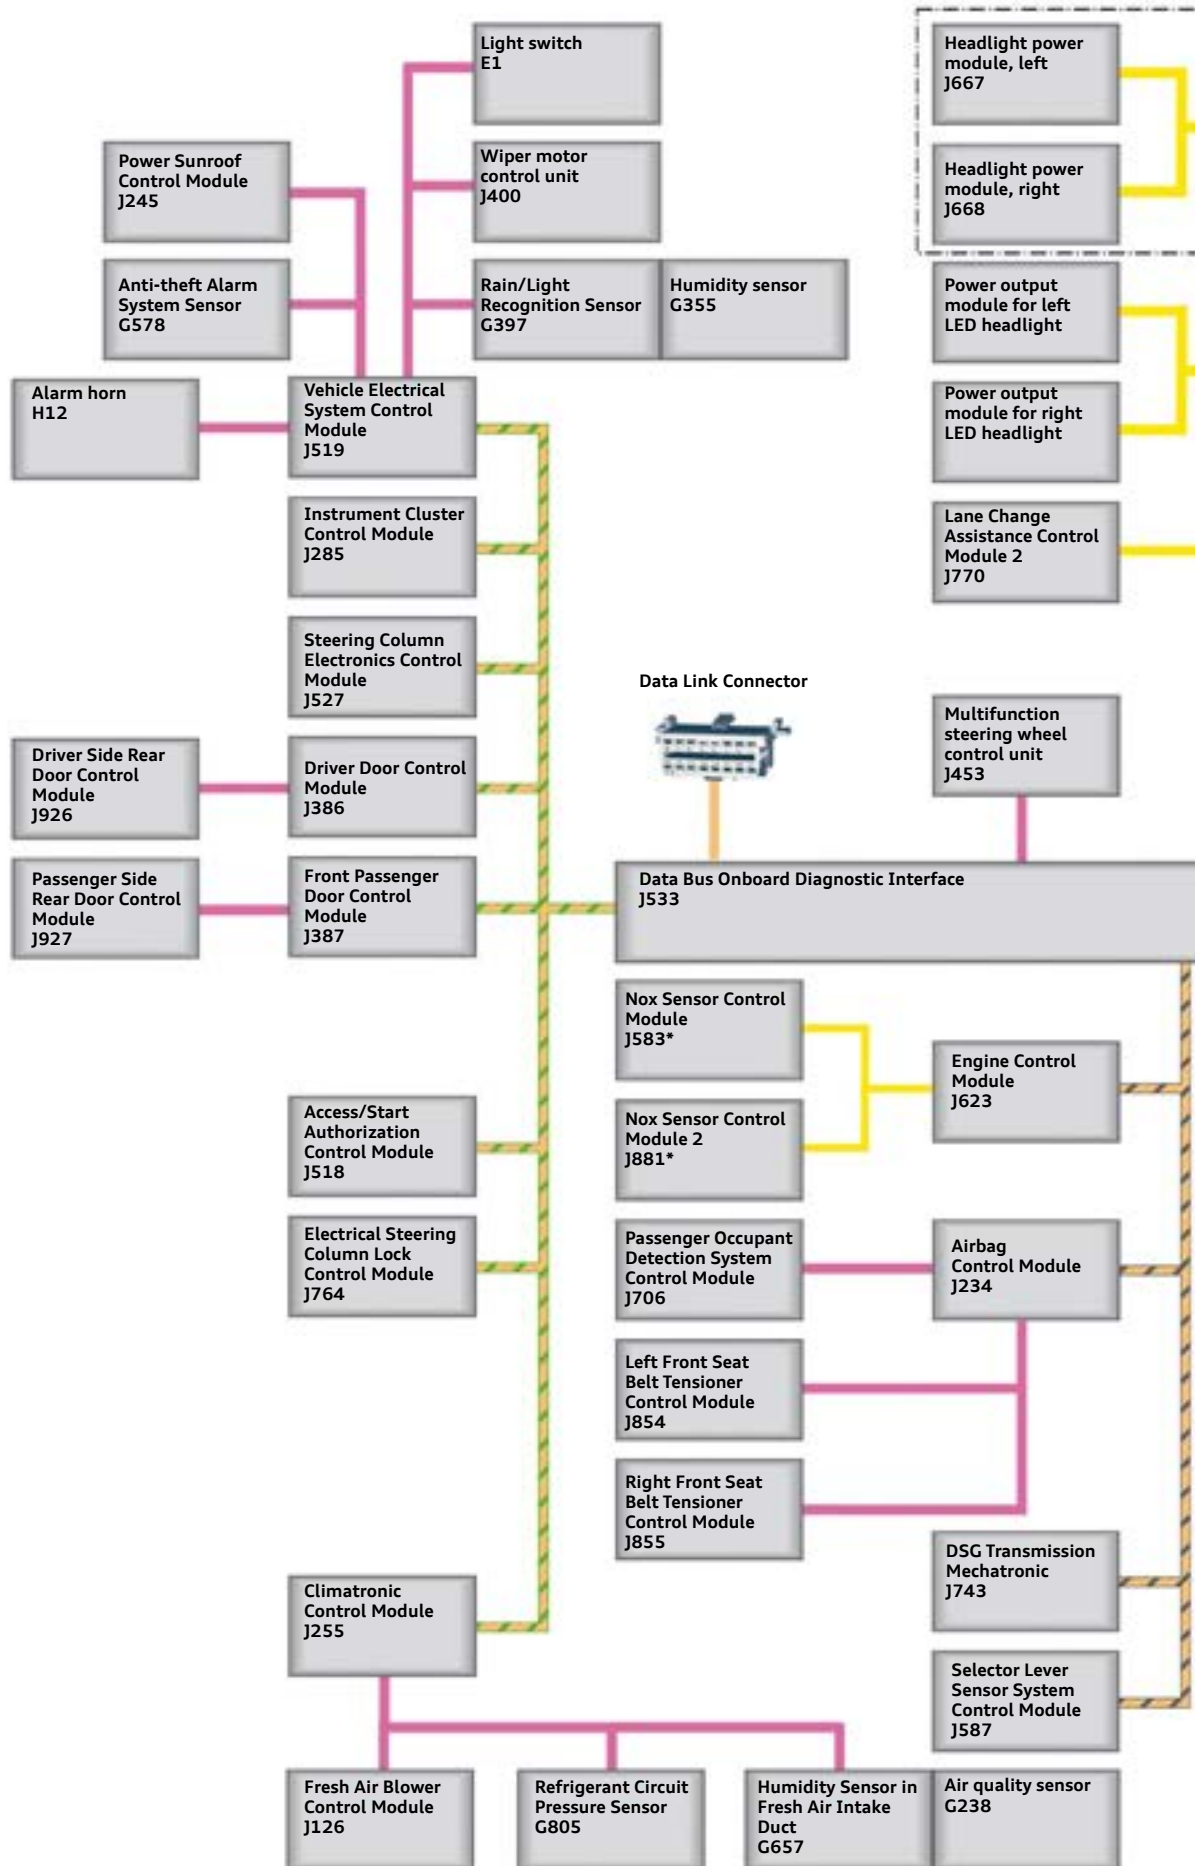 Light switch
E1
Headlight power
module, left
J667
Power Sunroof
Control Module
J245
Wiper motor
control unit
J400
Headlight power
module, right
J668
Anti-theft Alarm
System Sensor
G578
Rain/Light
Recognition Sensor
G397
Humidity sensor
G355
Power output
module for left
LED headlight
Alarm horn
H12
Vehicle Electrical
System Control
Module
J519
Power output
module for right
LED headlight
Instrument Cluster
Control Module
J285
Lane Change
Assistance Control
Module 2
J770
Steering Column
Electronics Control
Module
J527
Data Link Connector
Multifunction
steering wheel
control unit
J453
Driver Side Rear
Door Control
Module
J926
Driver Door Control
Module
J386
Passenger Side
Rear Door Control
Module
J927
Front Passenger
Door Control
Module
J387
Data Bus Onboard Diagnostic Interface
J533
Nox Sensor Control
Module
J583*
Engine Control
Module
J623
Access/Start
Authorization
Control Module
J518
Nox Sensor Control
Module 2
J881*
Electrical Steering
Column Lock
Control Module
J764
Passenger Occupant
Detection System
Control Module
J706
Airbag
Control Module
J234
Left Front Seat
Belt Tensioner
Control Module
J854
Right Front Seat
Belt Tensioner
Control Module
J855
DSG Transmission
Mechatronic
J743
Climatronic
Control Module
J255
Selector Lever
Sensor System
Control Module
J587
Fresh Air Blower
Control Module
J126
Refrigerant Circuit
Pressure Sensor
G805
Humidity Sensor in
Fresh Air Intake
Duct
G657
Air quality sensor
G238